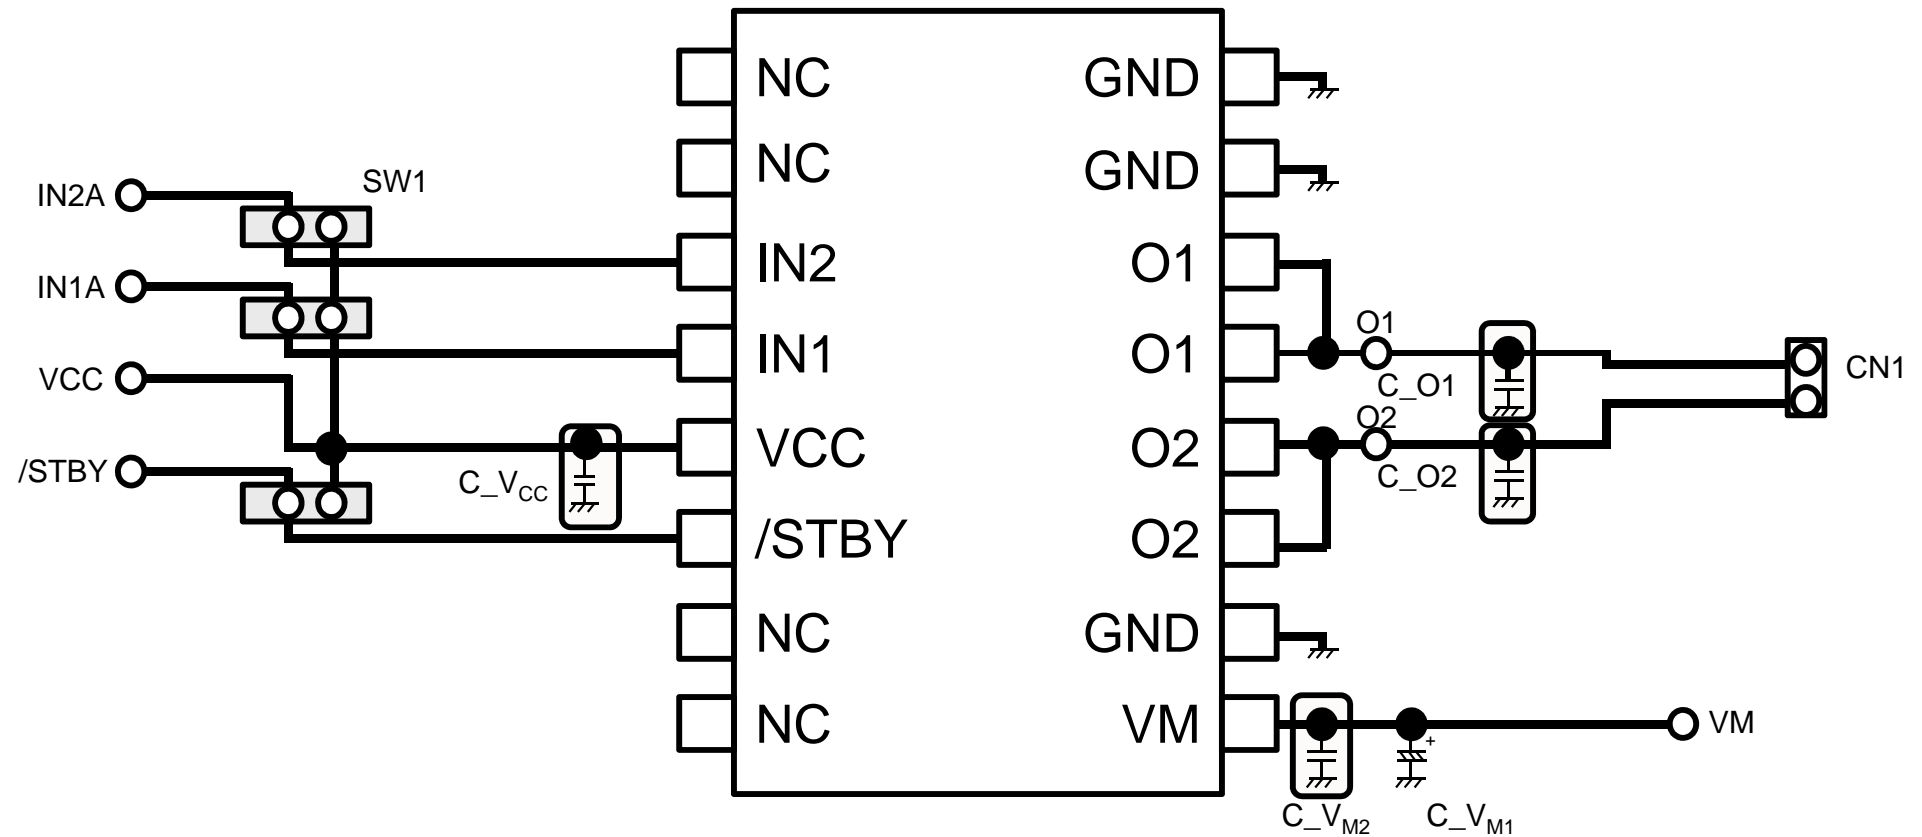 NC GND
NC GND
IN2A SW1
IN2 O1
IN1A
IN1 O1 O1
VCC CN1
C_O1
O2
VCC O2
/STBY C_VCC C_O2
/STBY O2
NC GND
NC VM + VM
C_VM2 C_VM1